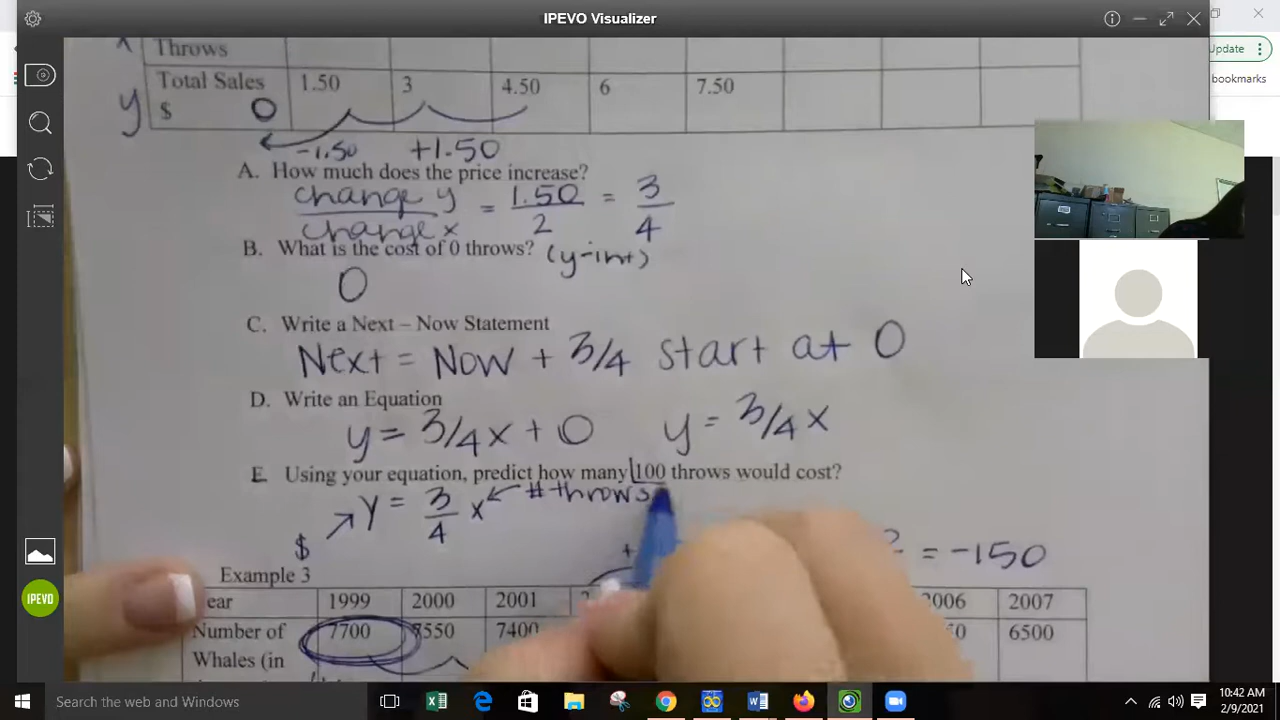 IPEVO Visualizer
Update
bookmarks
x Throws
y Total Sales 1.50 3 4.50 6 7.50
$ 0
-1.50 +1.50
A. How much does the price increase?
change y = 1.50 = 3
change x 2 4
B. What is the cost of 0 throws? (y-int)
0
C. Write a Next – Now Statement
Next = Now + 3/4 start at 0
D. Write an Equation
y = 3/4x + 0 y = 3/4x
E. Using your equation, predict how many 100 throws would cost?
y = 3/4 x # throws
$
= -150
Example 3
ear 1999 2000 2001 2006 2007
Number of 7700 7550 7400 6500
Whales (in
IPEVO
Search the web and Windows
10:42 AM
2/9/2021